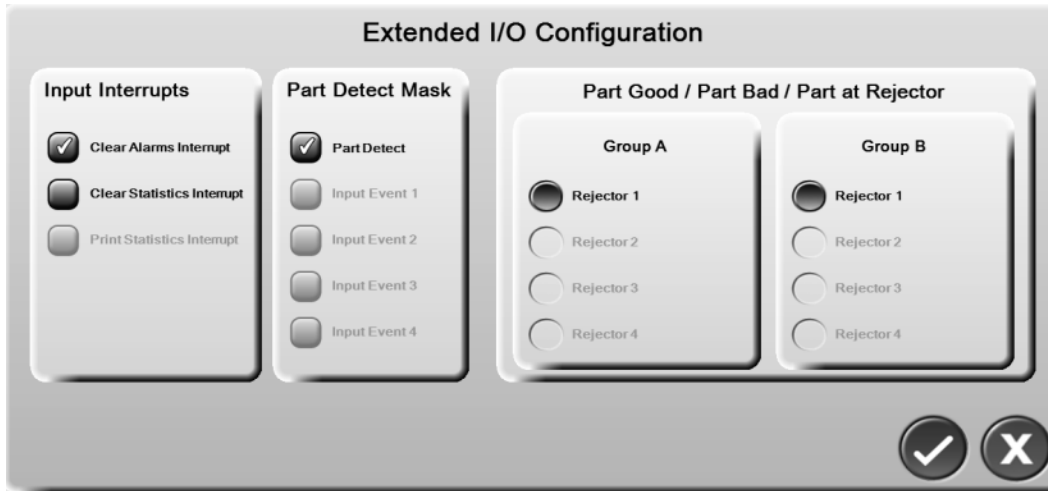 Extended I/O Configuration
Input Interrupts
Clear Alarms Interrupt
Clear Statistics Interrupt
Print Statistics Interrupt
Part Detect Mask
Part Detect
Input Event 1
Input Event 2
Input Event 3
Input Event 4
Part Good / Part Bad / Part at Rejector
Group A
Rejector 1
Rejector 2
Rejector 3
Rejector 4
Group B
Rejector 1
Rejector 2
Rejector 3
Rejector 4